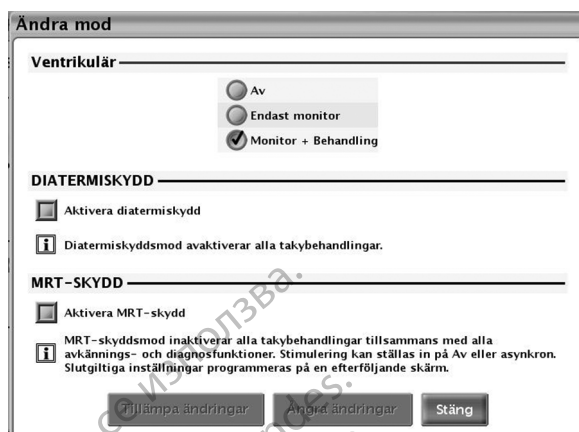 Ändra mod
Ventrikulär
Av
Endast monitor
Monitor + Behandling
DIATERMISKYDD
Aktivera diatermiskydd
Diatermiskyddsmod avaktiverar alla takybehandlingar.
MRT-SKYDD
Aktivera MRT-skydd
MRT-skyddsmod inaktiverar alla takybehandlingar tillsammans med alla
avkännings- och diagnosfunktioner. Stimulering kan ställas in på Av eller asynkron.
Slutgiltiga inställningar programmeras på en efterföljande skärm.
Tillämpa ändringar Ångra ändringar Stäng